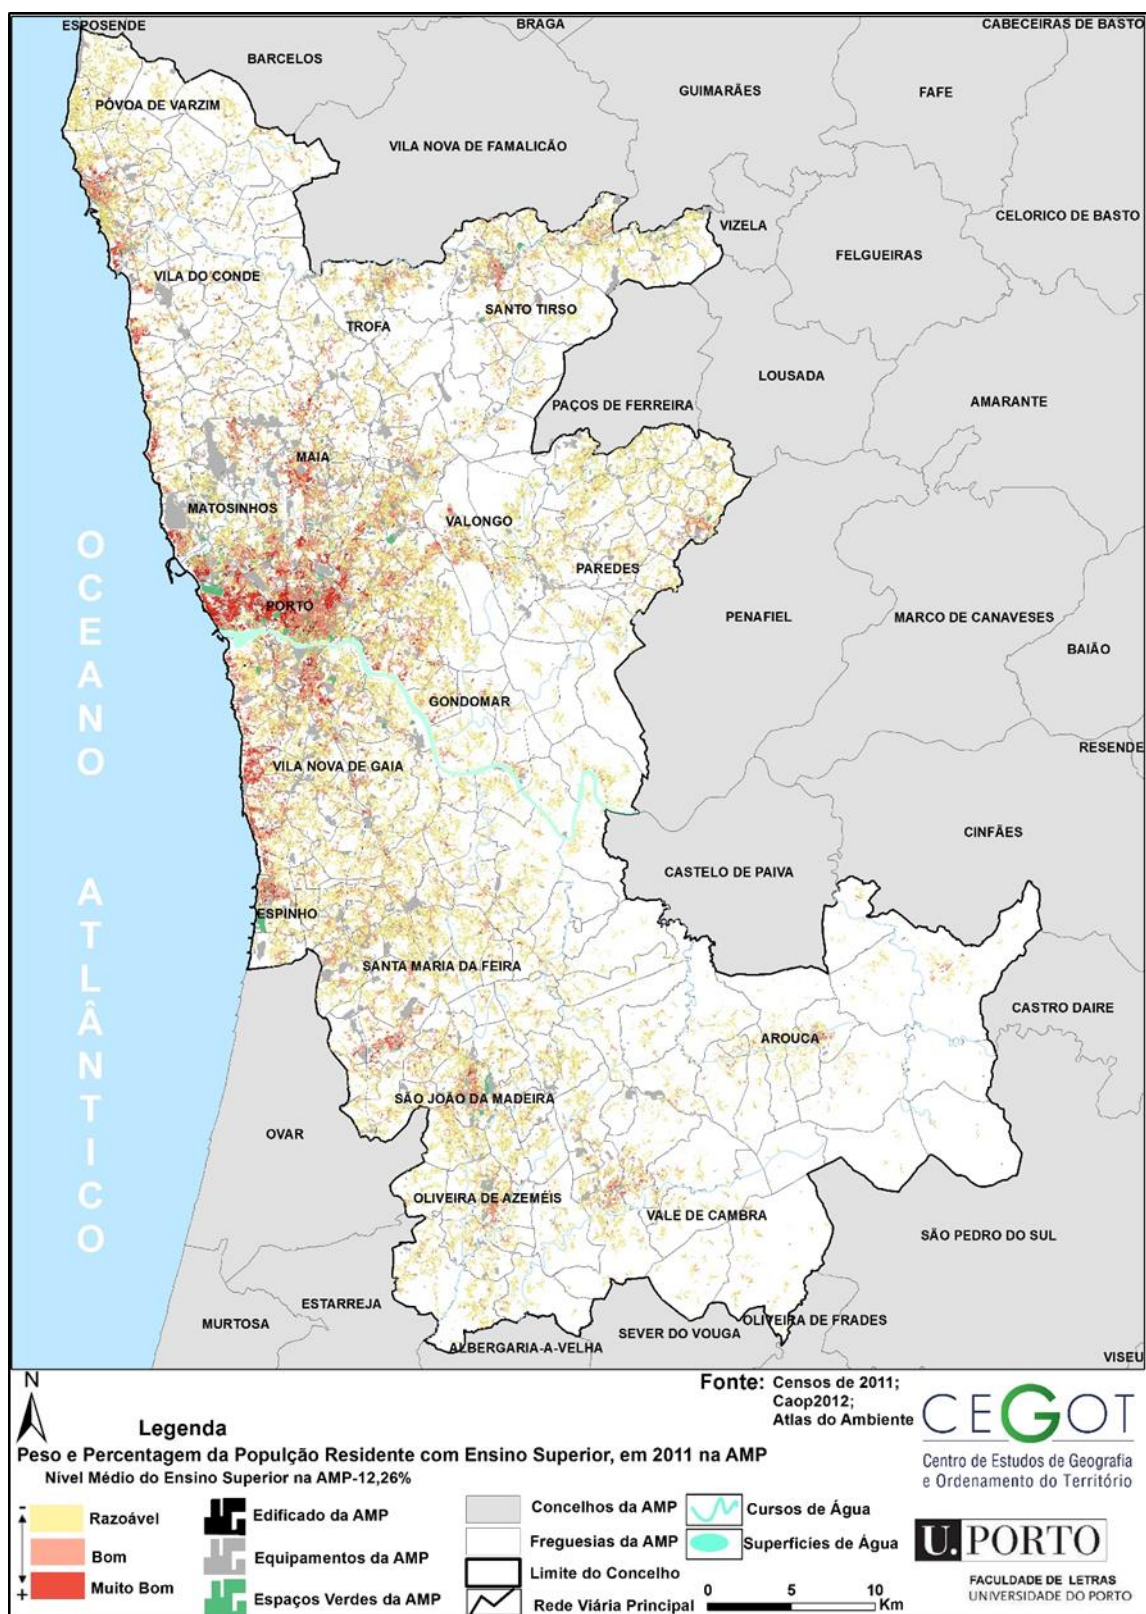 ESPOSENDE
BRAGA
CABECEIRAS DE BASTO
BARCELOS
GUIMARÃES
FAFE
PÓVOA DE VARZIM
VILA NOVA DE FAMALICÃO
VIZELA
CELORICO DE BASTO
FELGUEIRAS
VILA DO CONDE
SANTO TIRSO
TROFA
LOUSADA
PAÇOS DE FERREIRA
AMARANTE
MAIA
MATOSINHOS
VALONGO
PAREDES
PORTO
PENAFIEL
MARCO DE CANAVESES
BAIÃO
GONDOMAR
RESENDE
VILA NOVA DE GAIA
CINFÃES
CASTELO DE PAIVA
ESPINHO
SANTA MARIA DA FEIRA
CASTRO DAIRE
AROUCA
SÃO JOÃO DA MADEIRA
OVAR
OLIVEIRA DE AZEMÉIS
VALE DE CAMBRA
SÃO PEDRO DO SUL
ESTARREJA
MURTOSA
OLIVEIRA DE FRADES
SEVER DO VOUGA
ALBERGARIA-A-VELHA
VISEU
OCEANO ATLÂNTICO
N
Legenda
Peso e Percentagem da Populção Residente com Ensino Superior, em 2011 na AMP
Nível Médio do Ensino Superior na AMP-12,26%
-
+
Razoável
Bom
Muito Bom
Edificado da AMP
Equipamentos da AMP
Espaços Verdes da AMP
Concelhos da AMP
Freguesias da AMP
Limite do Concelho
Rede Viária Principal
Cursos de Água
Superfícies de Água
0 5 10
Km
Fonte: Censos de 2011;
Caop2012;
Atlas do Ambiente
CEGOT
Centro de Estudos de Geografia
e Ordenamento do Território
U. PORTO
FACULDADE DE LETRAS
UNIVERSIDADE DO PORTO